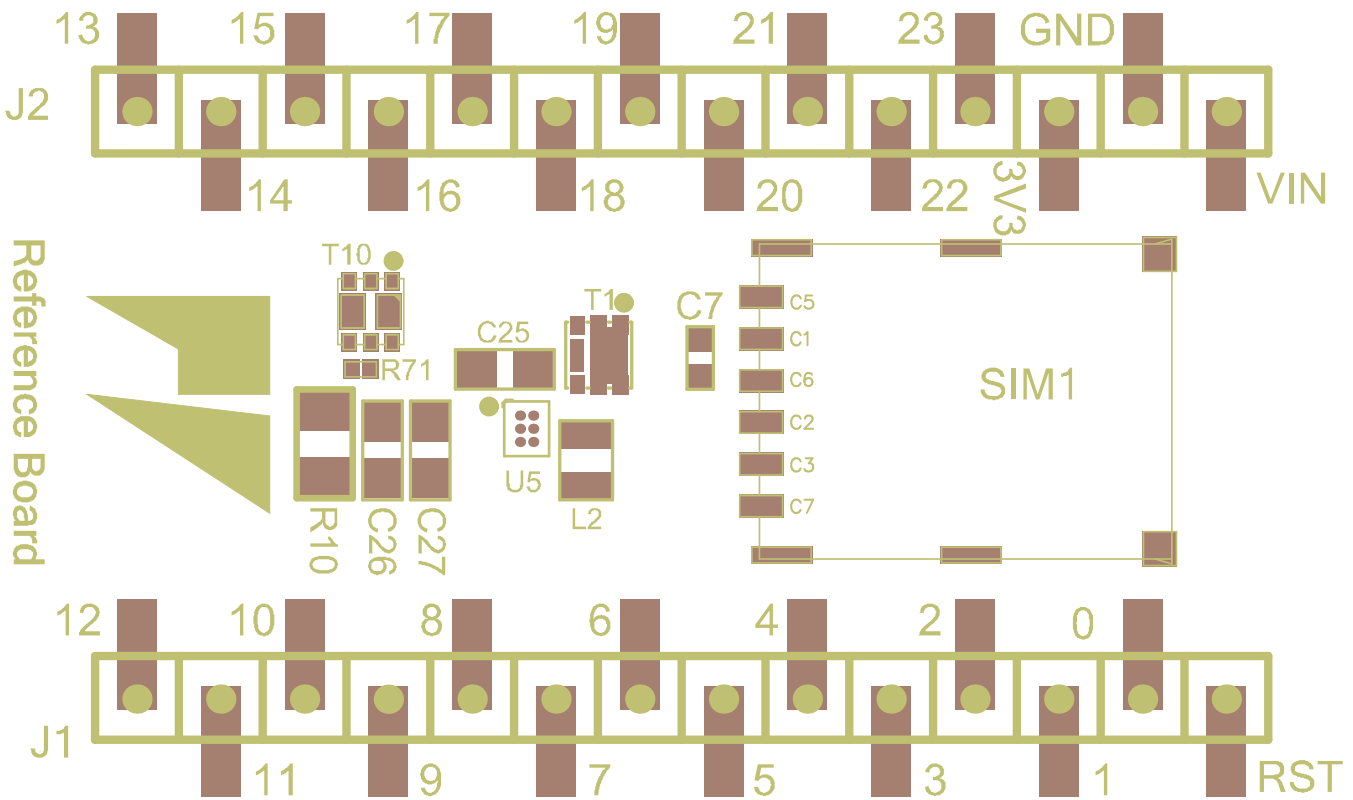 13 15 17 19 21 23 GND
J2
14 16 18 20 22 3V3 VIN
Reference Board
T10
T1
C7
C25
R71
U5
L2
R10
C26
C27
C5
C1
C6
C2
C3
C7
SIM1
12 10 8 6 4 2 0
J1
11 9 7 5 3 1 RST